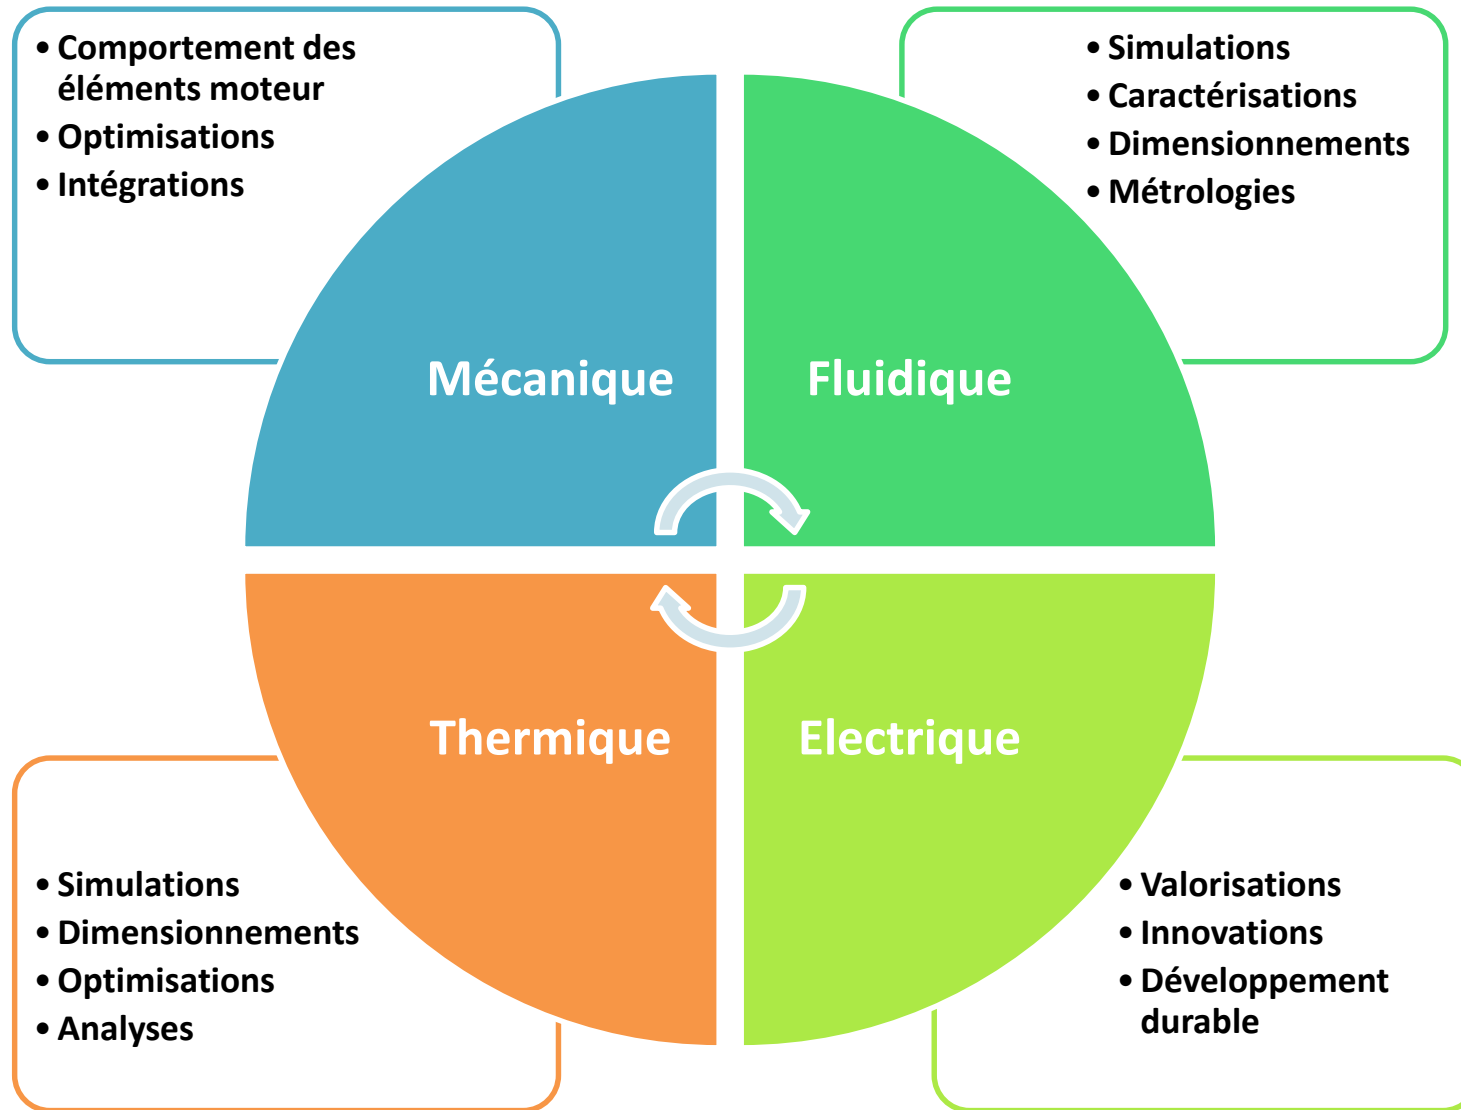 • Comportement des
éléments moteur
• Optimisations
• Intégrations
• Simulations
• Caractérisations
• Dimensionnements
• Métrologies
Mécanique
Fluidique
Thermique
Electrique
• Simulations
• Dimensionnements
• Optimisations
• Analyses
• Valorisations
• Innovations
• Développement
durable